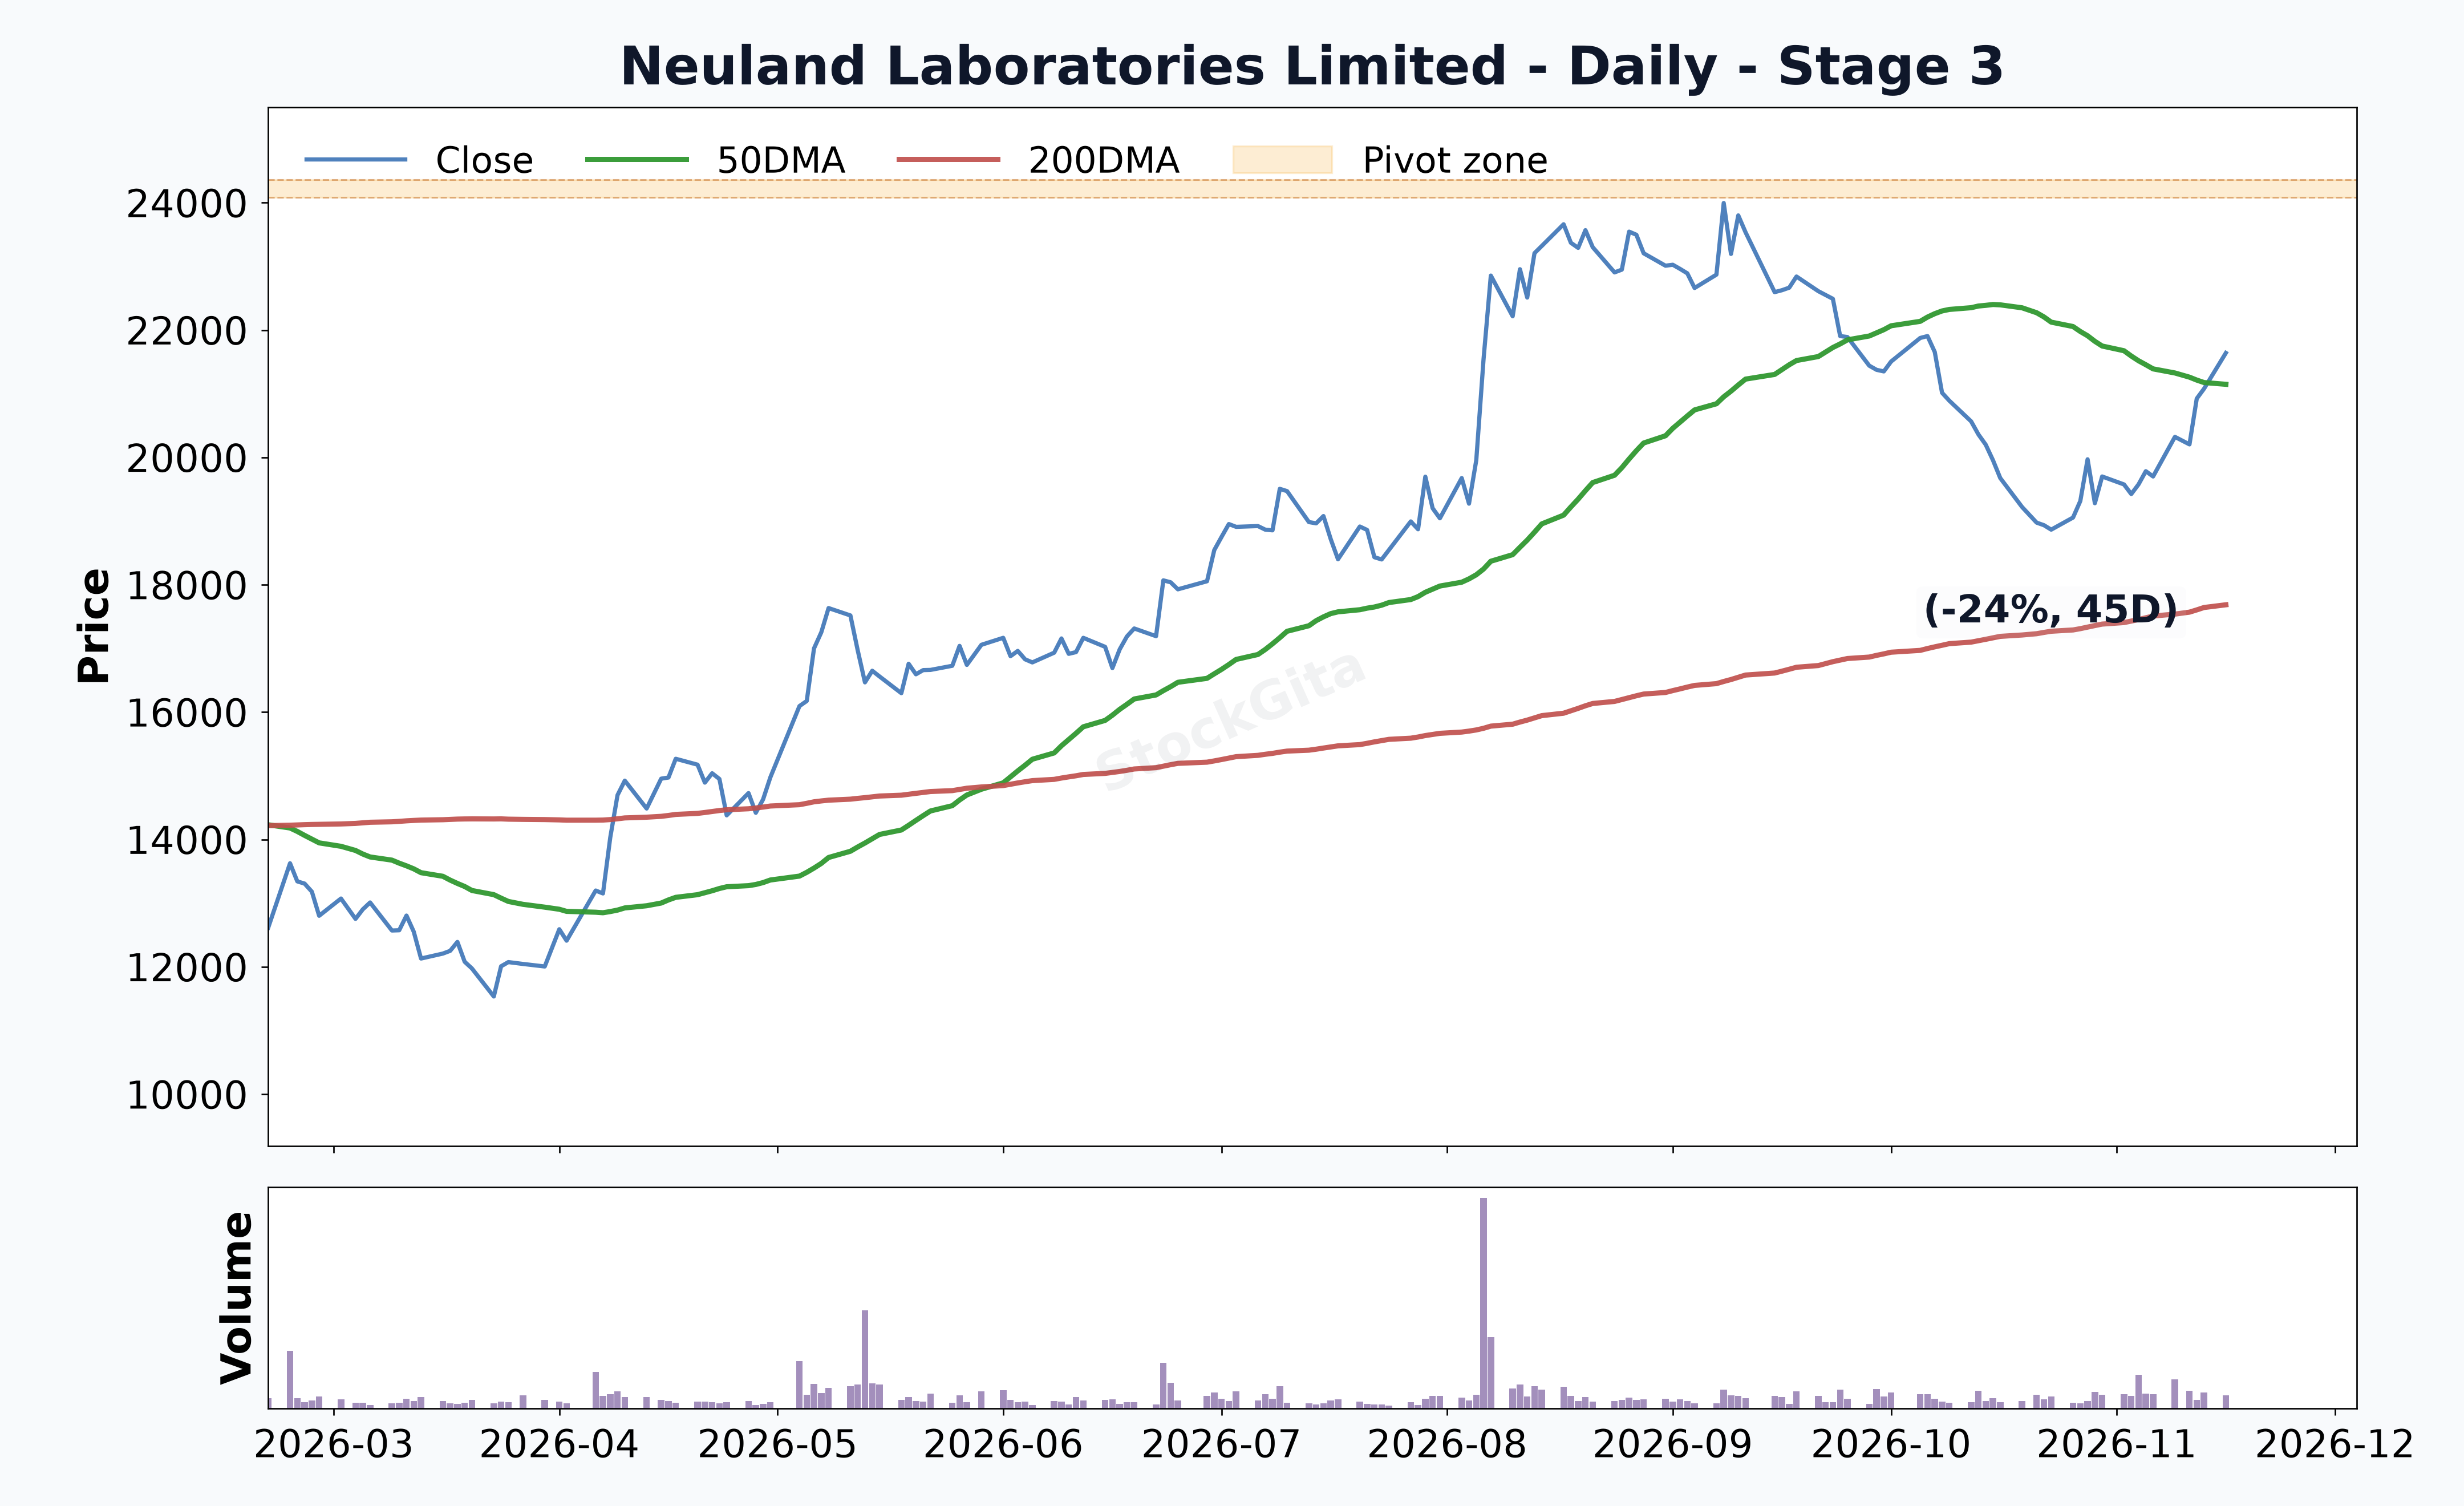 Neuland Laboratories Limited - Daily - Stage 3
Close 50DMA 200DMA Pivot zone
24000
22000
20000
18000
16000
14000
12000
10000
Price
(-24%, 45D)
StockGita
Volume
2026-03 2026-04 2026-05 2026-06 2026-07 2026-08 2026-09 2026-10 2026-11 2026-12